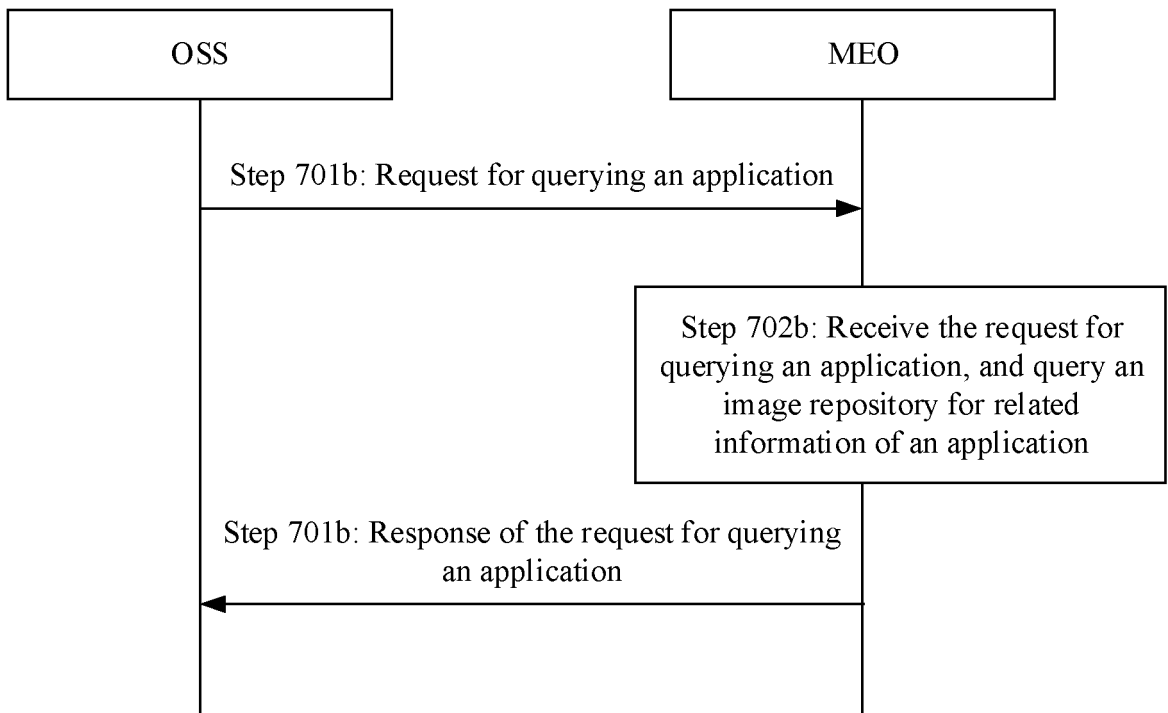 OSS
MEO
Step 701b: Request for querying an application
Step 702b: Receive the request for
querying an application, and query an
image repository for related
information of an application
Step 701b: Response of the request for querying
an application